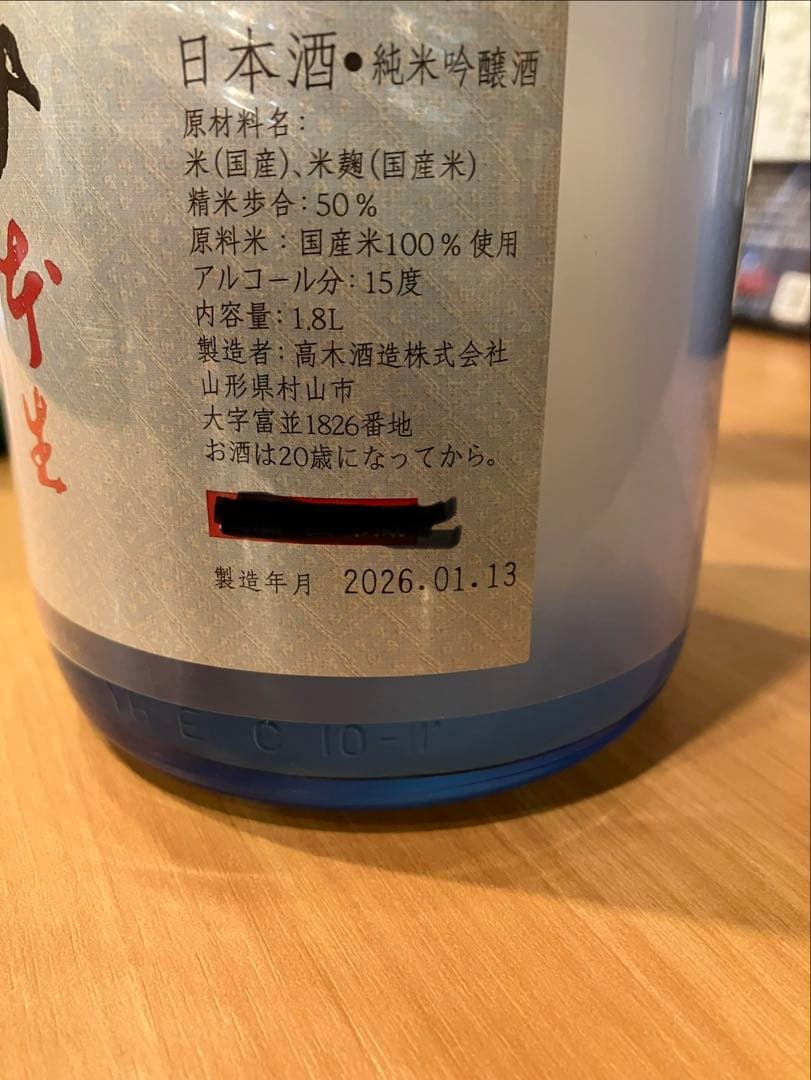 日本酒●純米吟醸酒
原材料名：
米(国産)、米麹(国産米)
精米歩合：50％
原料米：国産米100％使用
アルコール分：15度
内容量：1.8L
製造者：高木酒造株式会社
山形県村山市
大字富並1826番地
お酒は20歳になってから。
製造年月 2026.01.13
生